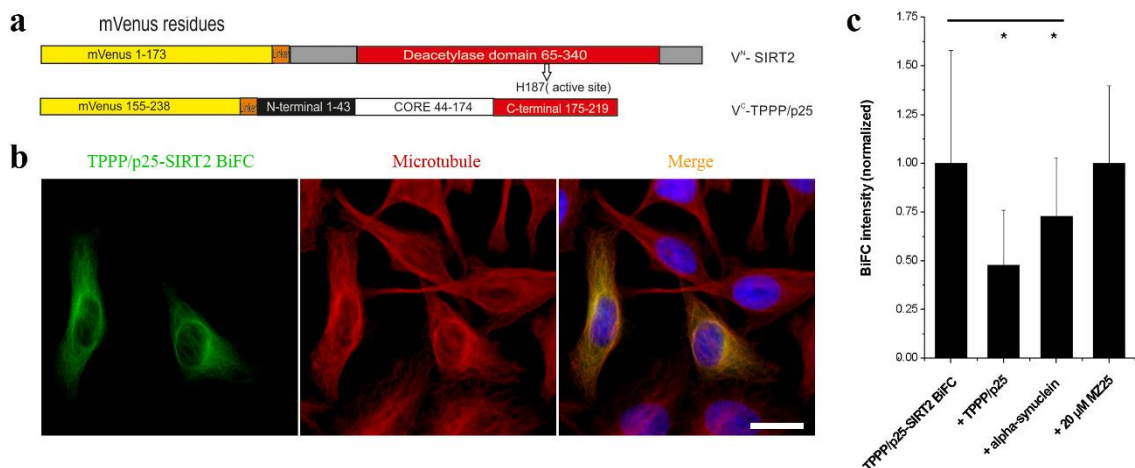 a
mVenus residues
mVenus 1-173
Linker
Deacetylase domain 65-340
V^N- SIRT2
H187( active site)
mVenus 155-238
Linker
N-terminal 1-43
CORE 44-174
C-terminal 175-219
V^C-TPPP/p25
b
TPPP/p25-SIRT2 BiFC
Microtubule
Merge
c
BiFC intensity (normalized)
1.75
1.50
1.25
1.00
0.75
0.50
0.25
0.00
*
*
TPPP/p25-SIRT2 BiFC
+ TPPP/p25
+ alpha-synuclein
+ 20 µM MZ25